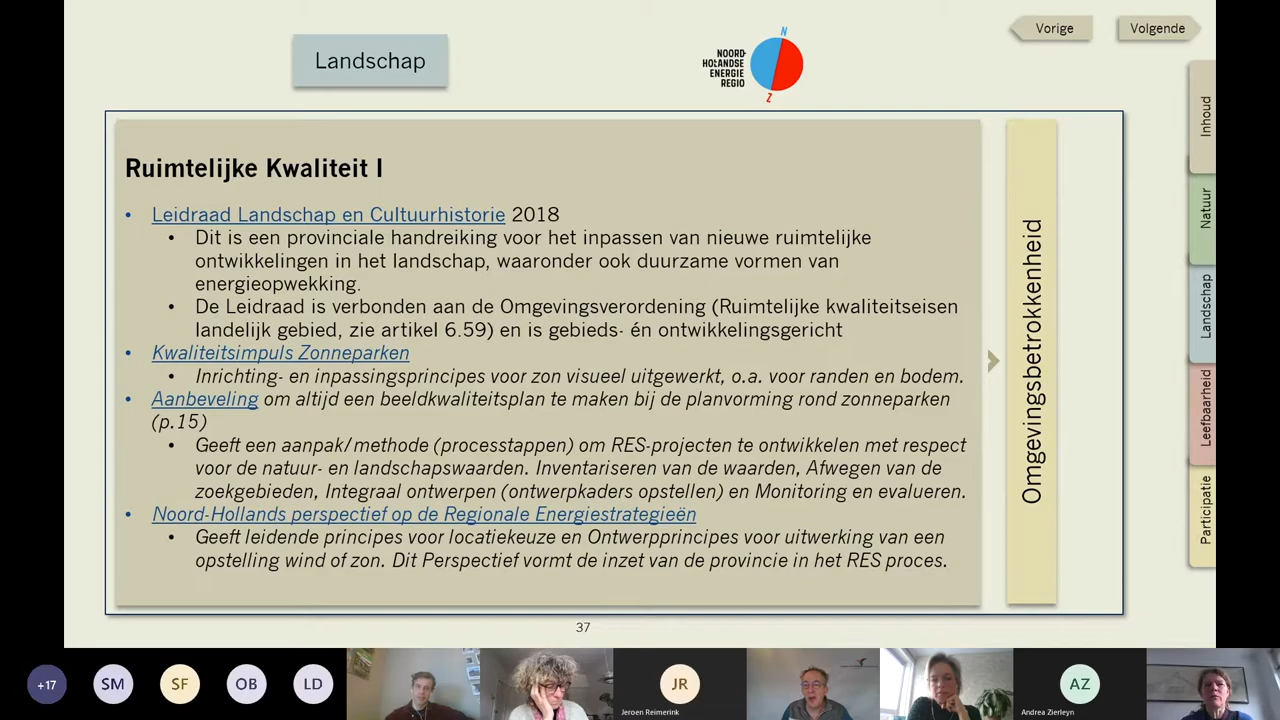 Vorige
Volgende
Landschap
N
NOORD-
HOLLANDSE
ENERGIE
REGIO
Z
Ruimtelijke Kwaliteit I
• Leidraad Landschap en Cultuurhistorie 2018
• Dit is een provinciale handreiking voor het inpassen van nieuwe ruimtelijke
ontwikkelingen in het landschap, waaronder ook duurzame vormen van
energieopwekking.
• De Leidraad is verbonden aan de Omgevingsverordening (Ruimtelijke kwaliteitseisen
landelijk gebied, zie artikel 6.59) en is gebieds- én ontwikkelingsgericht
• Kwaliteitsimpuls Zonneparken
• Inrichting- en inpassingsprincipes voor zon visueel uitgewerkt, o.a. voor randen en bodem.
• Aanbeveling om altijd een beeldkwaliteitsplan te maken bij de planvorming rond zonneparken
(p.15)
• Geeft een aanpak/methode (processtappen) om RES-projecten te ontwikkelen met respect
voor de natuur- en landschapswaarden. Inventariseren van de waarden, Afwegen van de
zoekgebieden, Integraal ontwerpen (ontwerpkaders opstellen) en Monitoring en evalueren.
• Noord-Hollands perspectief op de Regionale Energiestrategieën
• Geeft leidende principes voor locatiekeuze en Ontwerpprincipes voor uitwerking van een
opstelling wind of zon. Dit Perspectief vormt de inzet van de provincie in het RES proces.
Omgevingsbetrokkenheid
Inhoud
Natuur
Landschap
Leefbaarheid
Participatie
37
+17
SM
SF
OB
LD
JR
Jeroen Reimerink
AZ
Andrea Zierleyn